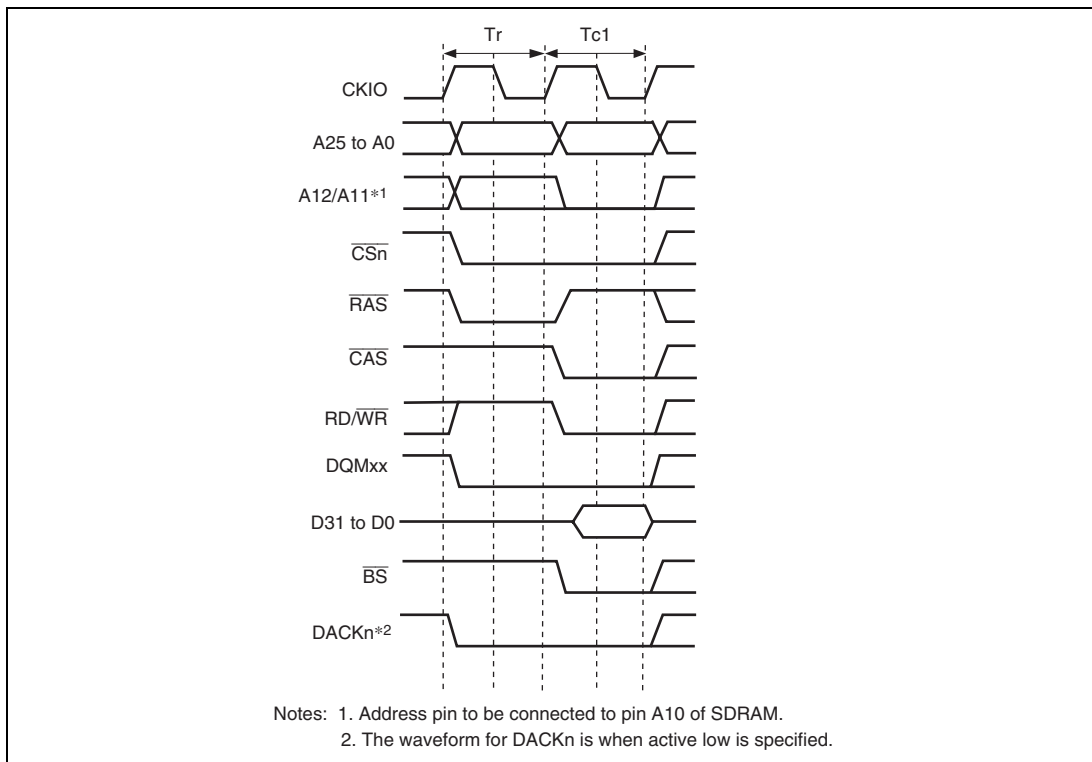 Tr Tc1
CKIO
A25 to A0
A12/A11*1
CSn
RAS
CAS
RD/WR
DQMxx
D31 to D0
BS
DACKn*2
Notes: 1. Address pin to be connected to pin A10 of SDRAM.
2. The waveform for DACKn is when active low is specified.